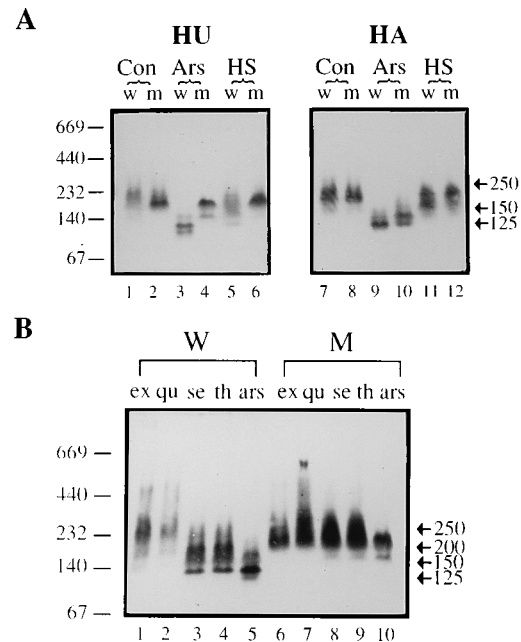 A
HU HA
Con Ars HS Con Ars HS
w m w m w m w m w m w m
669
440
232 250
140 150
125
67
1 2 3 4 5 6 7 8 9 10 11 12
B
W M
ex qu se th ars ex qu se th ars
669
440
232 250
200
140 150
125
67
1 2 3 4 5 6 7 8 9 10